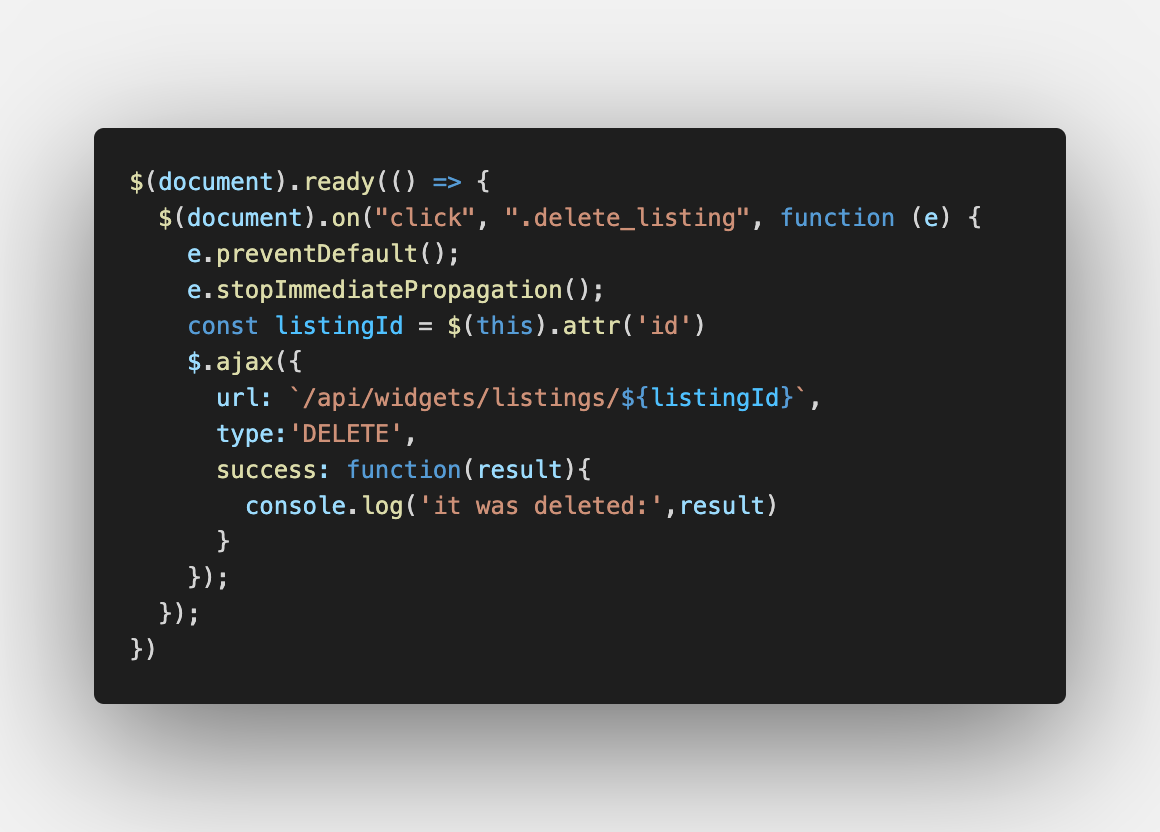 $(document).ready(() => {
  $(document).on("click", ".delete_listing", function (e) {
    e.preventDefault();
    e.stopImmediatePropagation();
    const listingId = $(this).attr('id')
    $.ajax({
      url: `/api/widgets/listings/${listingId}`,
      type:'DELETE',
      success: function(result){
        console.log('it was deleted:',result)
      }
    });
  });
})